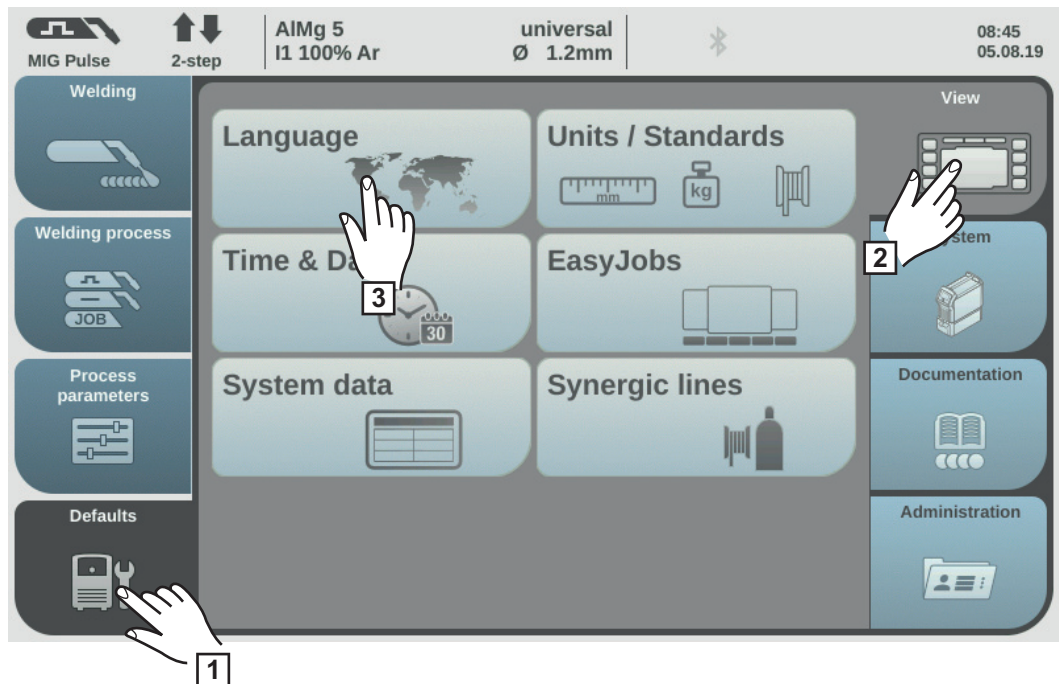 MIG Pulse
2-step
AlMg 5
I1 100% Ar
universal
Ø 1.2mm
08:45
05.08.19
Welding
Welding process
JOB
Process
parameters
Defaults
1
Language
3
Units / Standards
mm
kg
Time & Da
30
EasyJobs
System data
Synergic lines
View
2
stem
Documentation
Administration